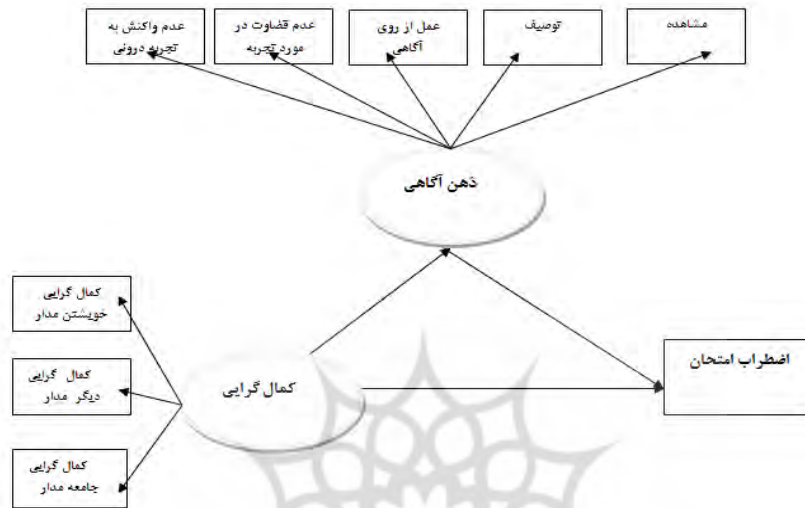 مشاهده
توصیف
عمل از روی
آگاهی
عدم قضاوت در
مورد تجربه
عدم واکنش به
تجربه درونی
ذهن آگاهی
کمال گرایی
خویشتن مدار
کمال گرایی
دیگر مدار
کمال گرایی
جامعه مدار
کمال گرایی
اضطراب امتحان